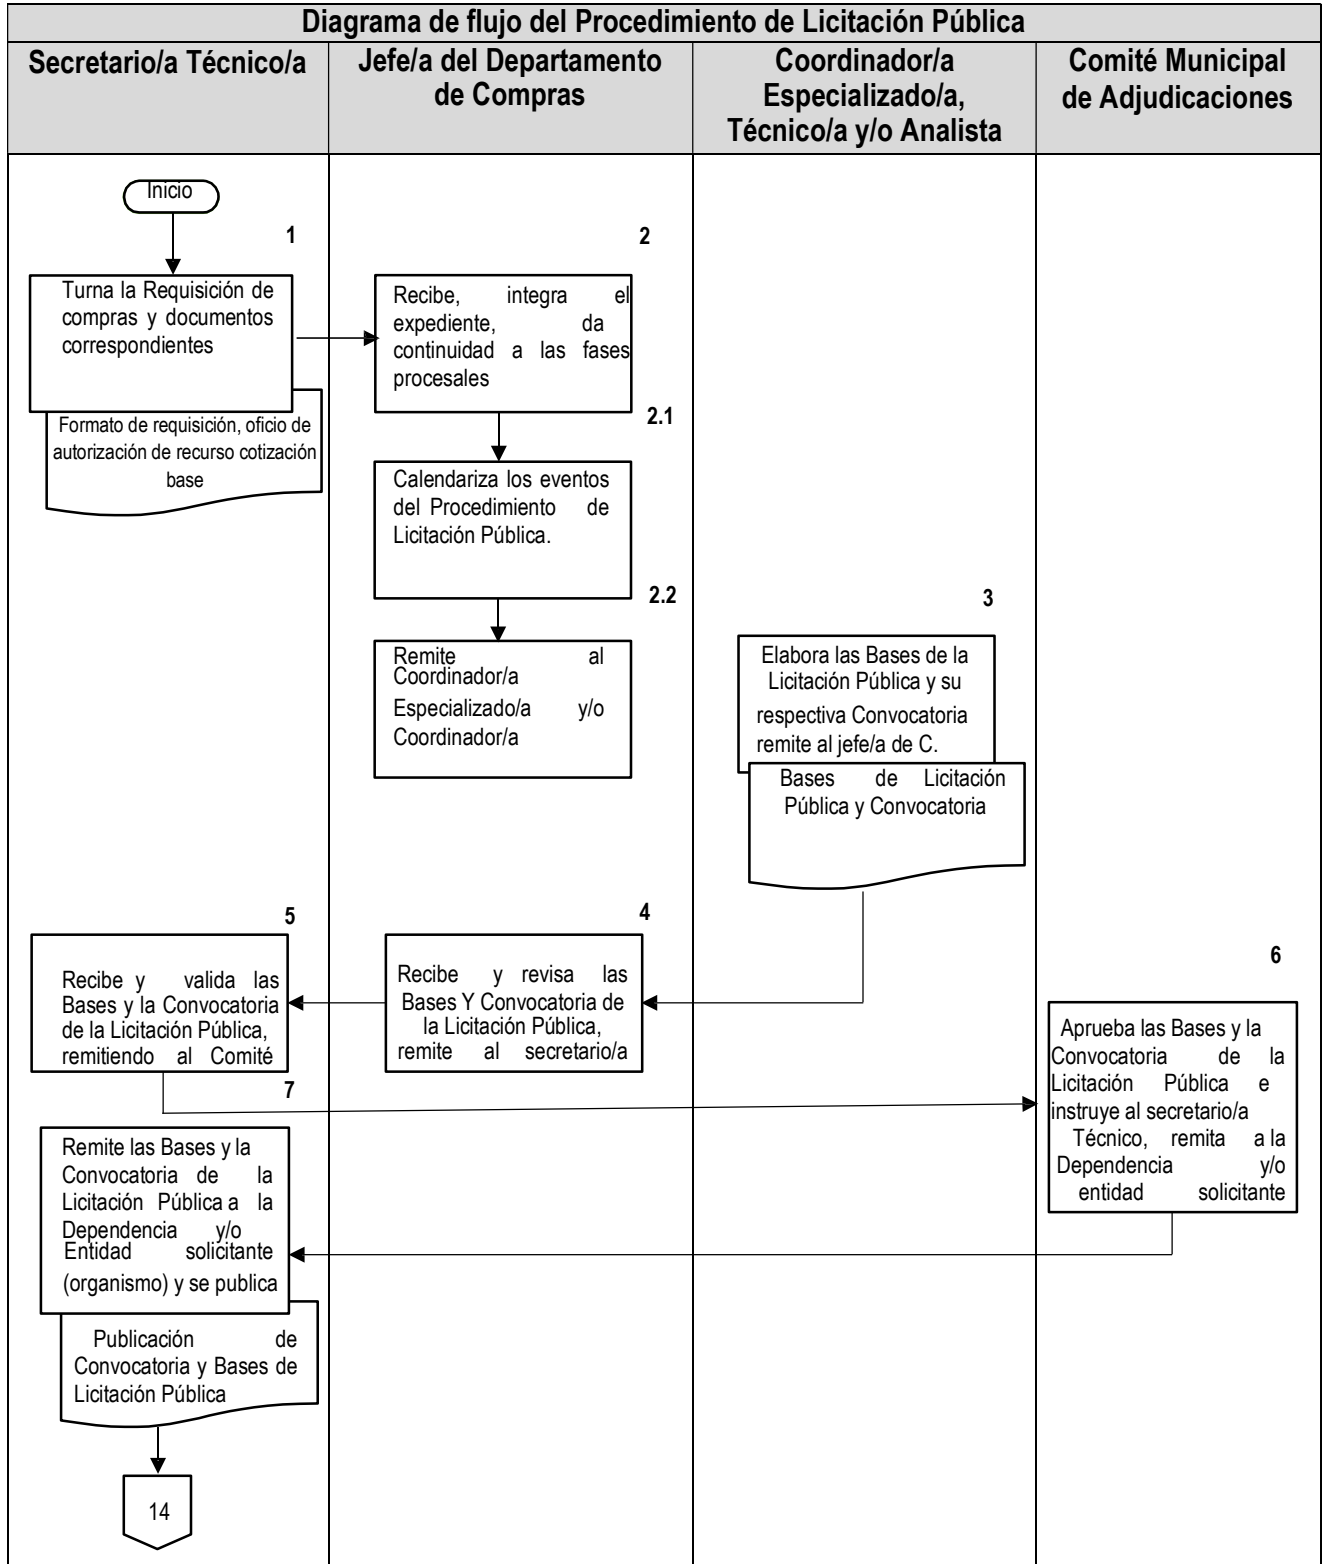 Diagrama de flujo del Procedimiento de Licitación Pública
Secretario/a Técnico/a
Jefe/a del Departamento
de Compras
Coordinador/a
Especializado/a,
Técnico/a y/o Analista
Comité Municipal
de Adjudicaciones
Inicio
1
Turna la Requisición de
compras y documentos
correspondientes
Formato de requisición, oficio de
autorización de recurso cotización
base
2
Recibe, integra el
expediente, da
continuidad a las fases
procesales
2.1
Calendariza los eventos
del Procedimiento de
Licitación Pública.
2.2
Remite al
Coordinador/a
Especializado/a y/o
Coordinador/a
3
Elabora las Bases de la
Licitación Pública y su
respectiva Convocatoria
remite al jefe/a de C.
Bases de Licitación
Pública y Convocatoria
4
Recibe y revisa las
Bases Y Convocatoria de
la Licitación Pública,
remite al secretario/a
5
Recibe y valida las
Bases y la Convocatoria
de la Licitación Pública,
remitiendo al Comité
6
Aprueba las Bases y la
Convocatoria de la
Licitación Pública e
instruye al secretario/a
Técnico, remita a la
Dependencia y/o
entidad solicitante
7
Remite las Bases y la
Convocatoria de la
Licitación Pública a la
Dependencia y/o
Entidad solicitante
(organismo) y se publica
Publicación de
Convocatoria y Bases de
Licitación Pública
14